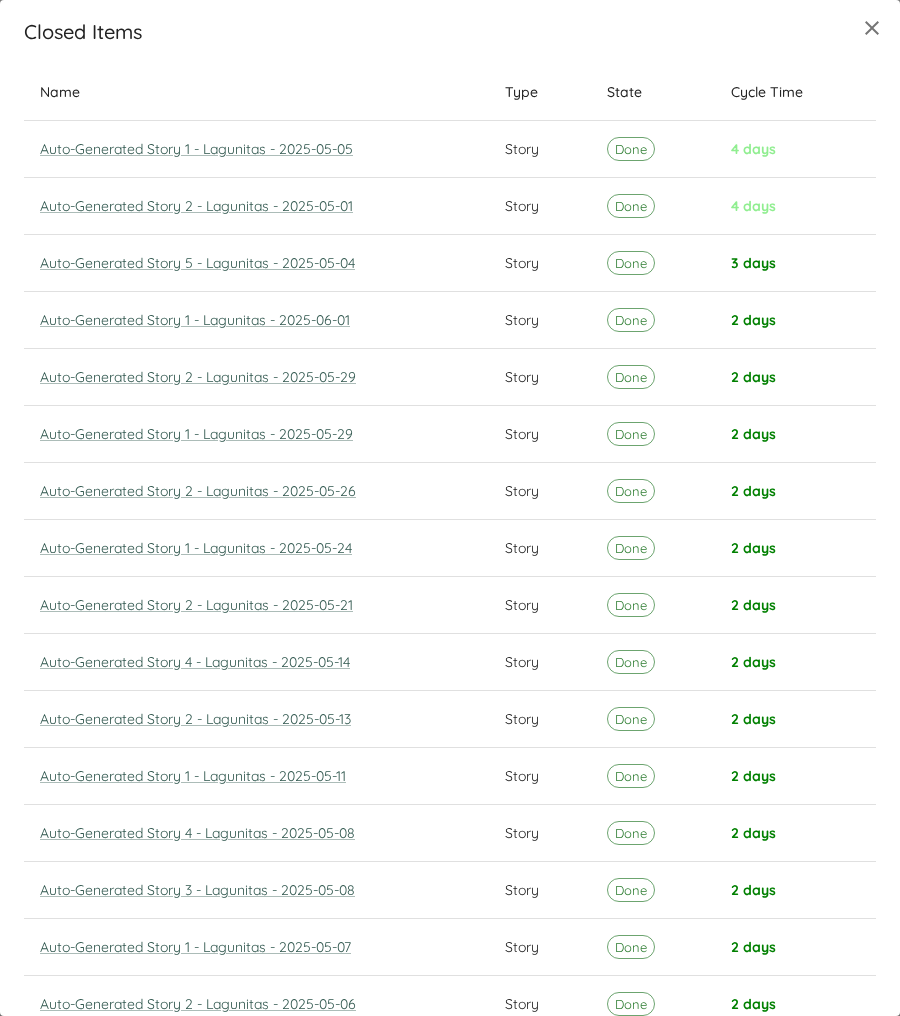 Closed Items
Name Type State Cycle Time
Auto-Generated Story 1 - Lagunitas - 2025-05-05 Story Done 4 days
Auto-Generated Story 2 - Lagunitas - 2025-05-01 Story Done 4 days
Auto-Generated Story 5 - Lagunitas - 2025-05-04 Story Done 3 days
Auto-Generated Story 1 - Lagunitas - 2025-06-01 Story Done 2 days
Auto-Generated Story 2 - Lagunitas - 2025-05-29 Story Done 2 days
Auto-Generated Story 1 - Lagunitas - 2025-05-29 Story Done 2 days
Auto-Generated Story 2 - Lagunitas - 2025-05-26 Story Done 2 days
Auto-Generated Story 1 - Lagunitas - 2025-05-24 Story Done 2 days
Auto-Generated Story 2 - Lagunitas - 2025-05-21 Story Done 2 days
Auto-Generated Story 4 - Lagunitas - 2025-05-14 Story Done 2 days
Auto-Generated Story 2 - Lagunitas - 2025-05-13 Story Done 2 days
Auto-Generated Story 1 - Lagunitas - 2025-05-11 Story Done 2 days
Auto-Generated Story 4 - Lagunitas - 2025-05-08 Story Done 2 days
Auto-Generated Story 3 - Lagunitas - 2025-05-08 Story Done 2 days
Auto-Generated Story 1 - Lagunitas - 2025-05-07 Story Done 2 days
Auto-Generated Story 2 - Lagunitas - 2025-05-06 Story Done 2 days